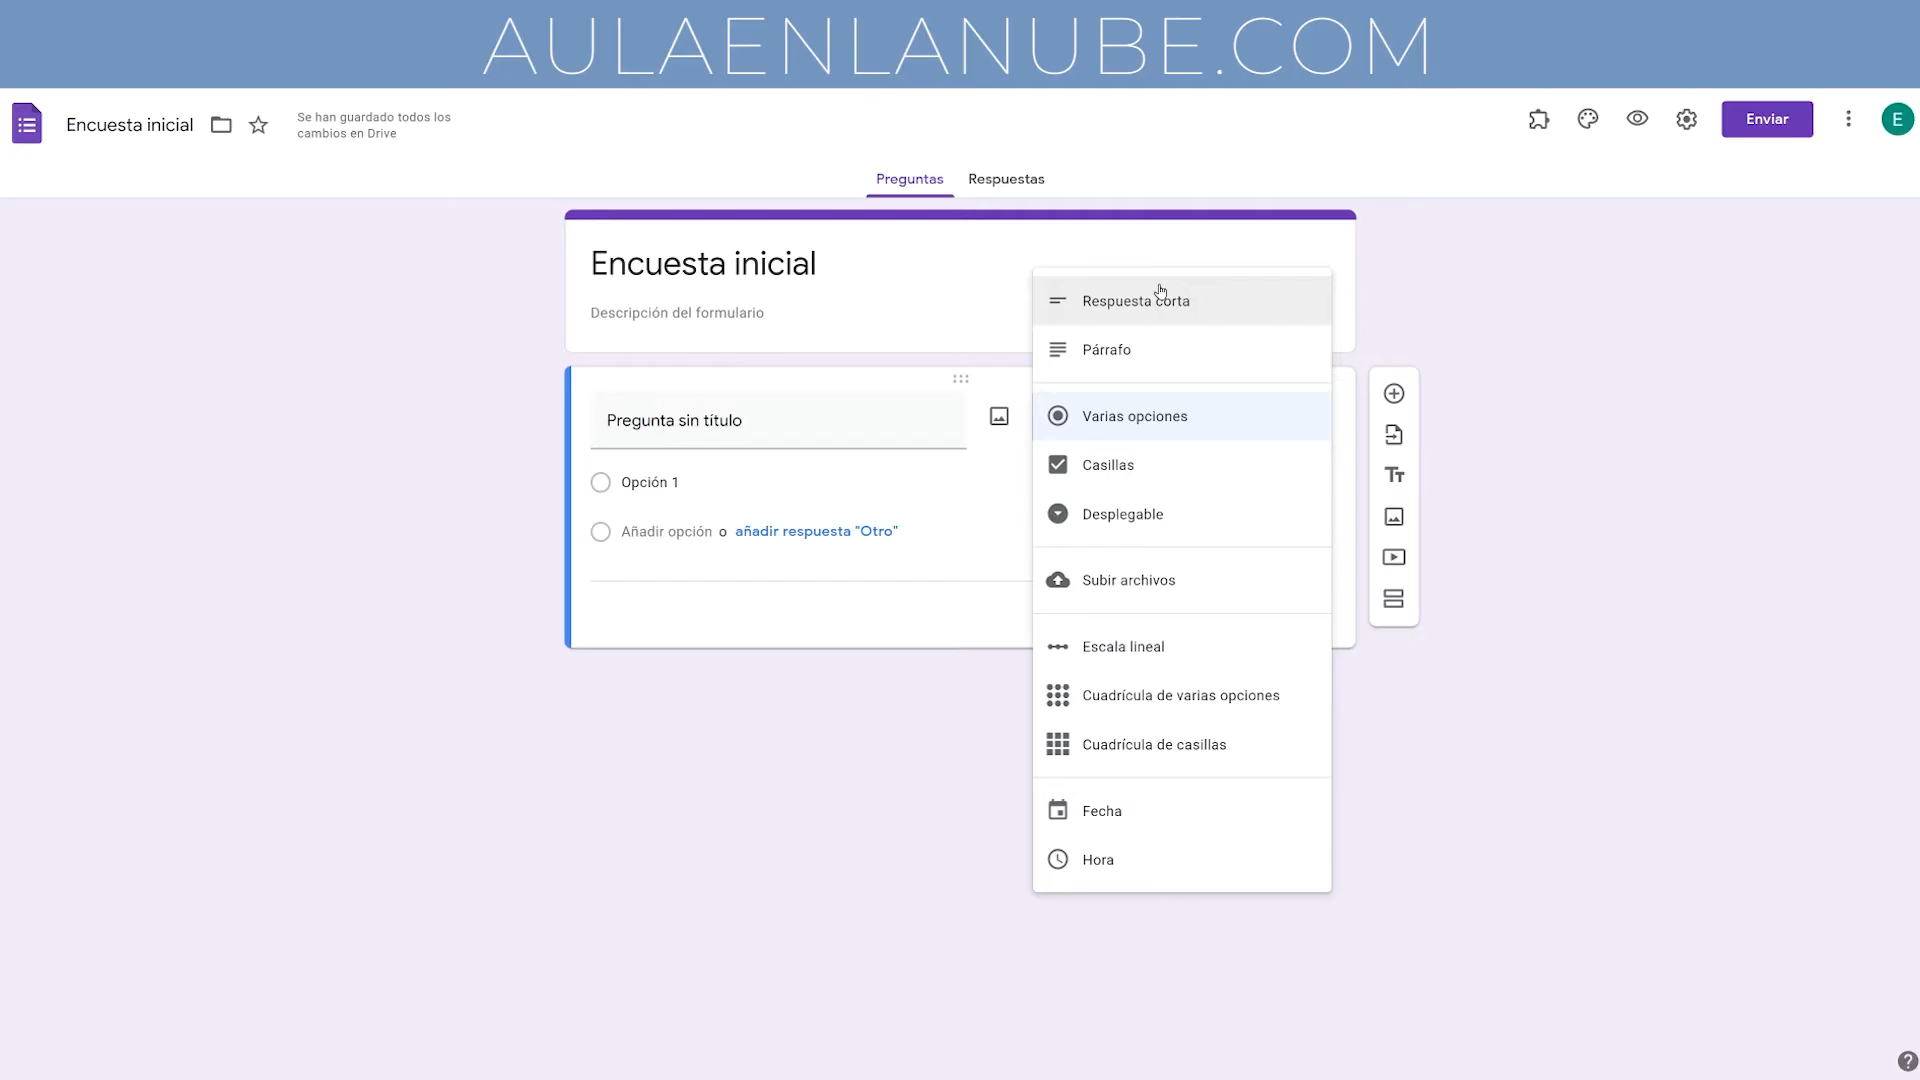 AULAENLANUBE.COM
Encuesta inicial
Se han guardado todos los
cambios en Drive
Enviar
E
Preguntas Respuestas
Encuesta inicial
Descripción del formulario
Pregunta sin título
Opción 1
Añadir opción o añadir respuesta "Otro"
Respuesta corta
Párrafo
Varias opciones
Casillas
Desplegable
Subir archivos
Escala lineal
Cuadrícula de varias opciones
Cuadrícula de casillas
Fecha
Hora
Tт
?